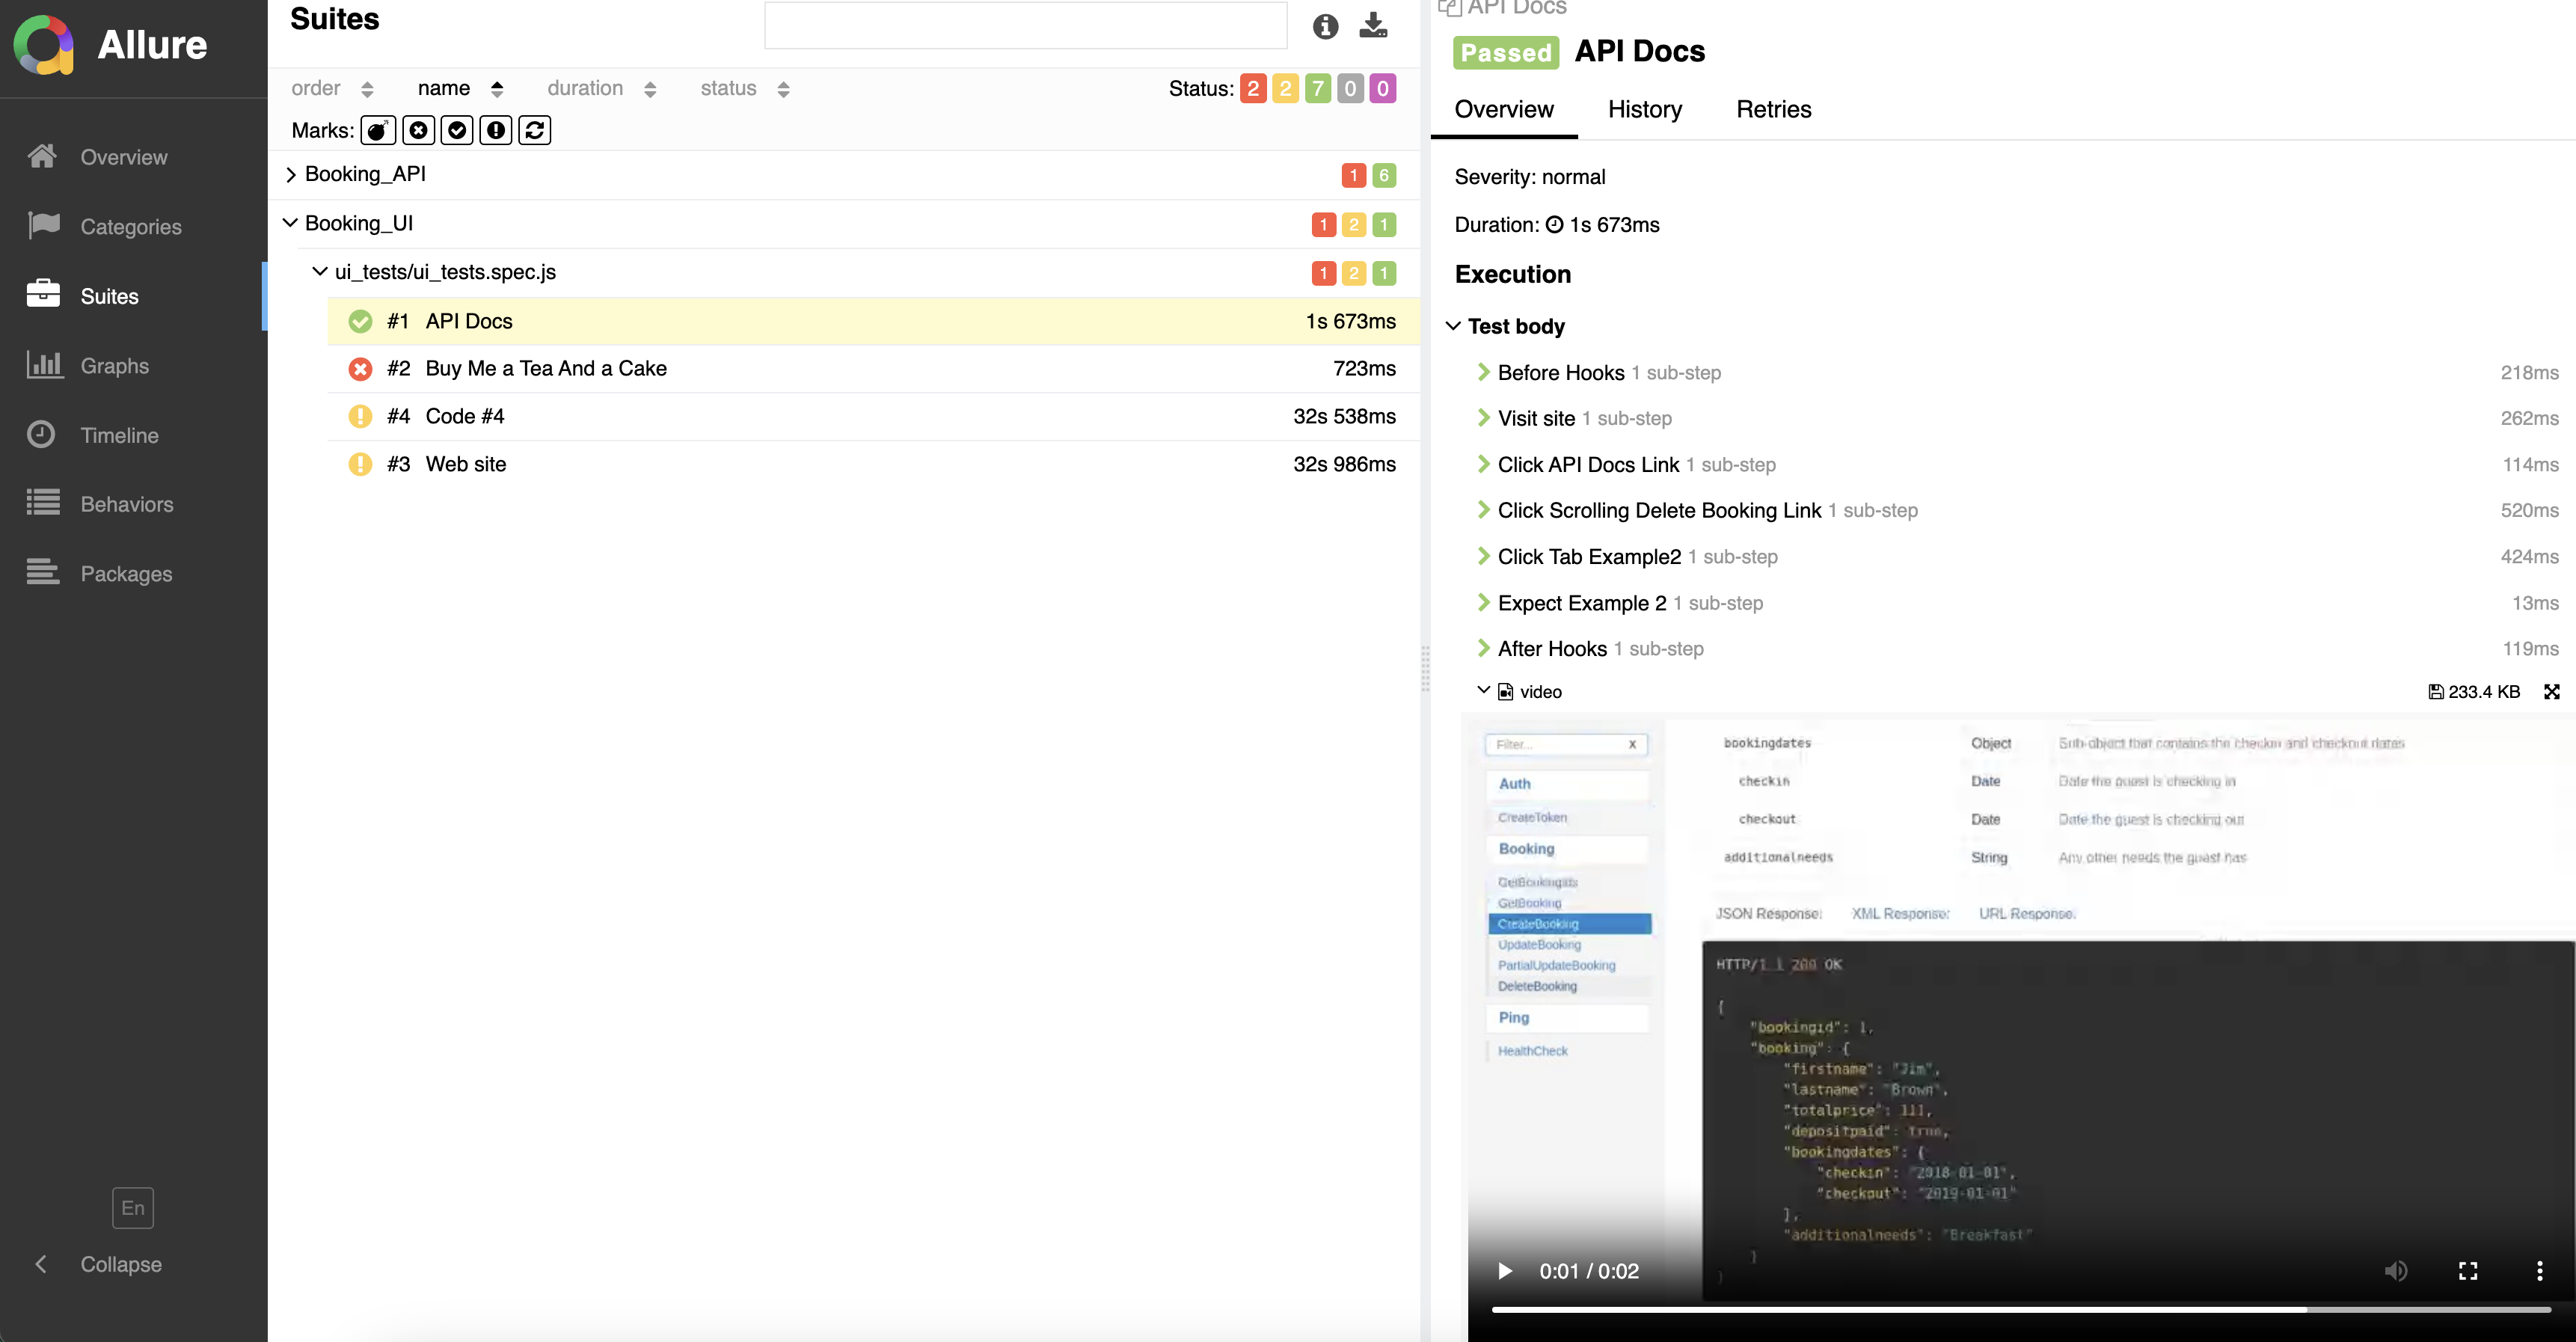 Allure
Overview
Categories
Suites
Graphs
Timeline
Behaviors
Packages
En
Collapse
Suites
order name duration status Status: 2 2 7 0 0
Marks:
Booking_API 1 6
Booking_UI 1 2 1
ui_tests/ui_tests.spec.js 1 2 1
#1 API Docs 1s 673ms
#2 Buy Me a Tea And a Cake 723ms
#4 Code #4 32s 538ms
#3 Web site 32s 986ms
API Docs
Passed API Docs
Overview History Retries
Severity: normal
Duration: 1s 673ms
Execution
Test body
Before Hooks 1 sub-step 218ms
Visit site 1 sub-step 262ms
Click API Docs Link 1 sub-step 114ms
Click Scrolling Delete Booking Link 1 sub-step 520ms
Click Tab Example2 1 sub-step 424ms
Expect Example 2 1 sub-step 13ms
After Hooks 1 sub-step 119ms
video 233.4 KB
Filter... X
Auth
CreateToken
Booking
GetBookingIds
GetBooking
CreateBooking
UpdateBooking
PartialUpdateBooking
DeleteBooking
Ping
HealthCheck
bookingdates Object Sub-object that contains the checkin and checkout dates
checkin Date Date the guest is checking in
checkout Date Date the guest is checking out
additionalneeds String Any other needs the guest has
JSON Response: XML Response: URL Response:
HTTP/1.1 200 OK
{
"bookingid": 1,
"booking": {
"firstname": "Jim",
"lastname": "Brown",
"totalprice": 111,
"depositpaid": true,
"bookingdates": {
"checkin": "2018-01-01",
"checkout": "2019-01-01"
},
"additionalneeds": "Breakfast"
}
}
0:01 / 0:02